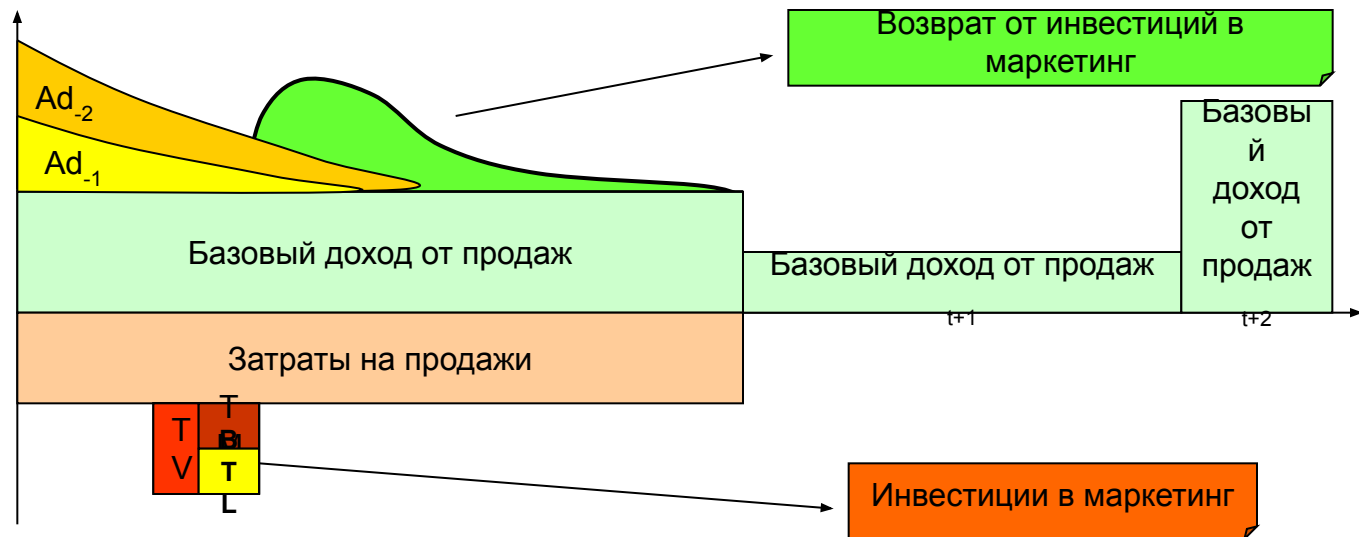 Возврат от инвестиций в
маркетинг
Ad-2
Ad-1
Базовы
й
доход
от
продаж
Базовый доход от продаж
Базовый доход от продаж
t+1
t+2
Затраты на продажи
T
V
T
B
T
L
Инвестиции в маркетинг